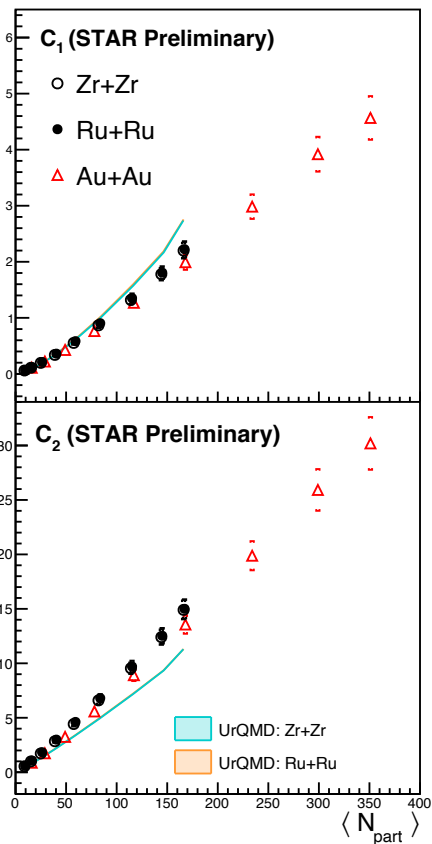 C1 (STAR Preliminary)
Zr+Zr
Ru+Ru
Au+Au
6
5
4
3
2
1
0
C2 (STAR Preliminary)
30
25
20
15
10
5
0
UrQMD: Zr+Zr
UrQMD: Ru+Ru
0 50 100 150 200 250 300 350 400
⟨ Npart ⟩